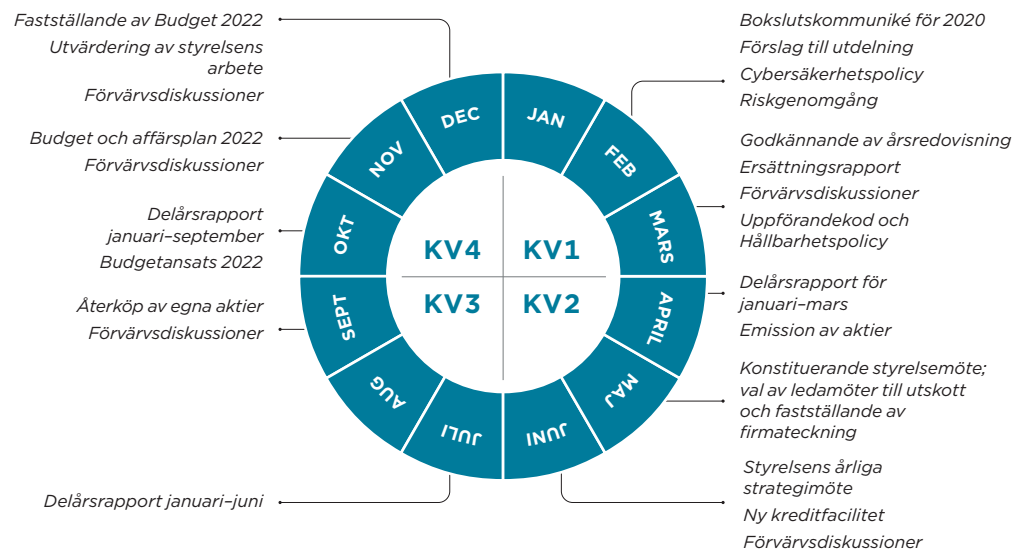 Fastställande av Budget 2022
Utvärdering av styrelsens
arbete
Förvärvsdiskussioner
Budget och affärsplan 2022
Förvärvsdiskussioner
Delårsrapport
januari–september
Budgetansats 2022
Återköp av egna aktier
Förvärvsdiskussioner
Delårsrapport januari–juni
JAN
FEB
MARS
APRIL
MAJ
JUNI
JULI
AUG
SEPT
OKT
NOV
DEC
KV4
KV1
KV3
KV2
Bokslutskommuniké för 2020
Förslag till utdelning
Cybersäkerhetspolicy
Riskgenomgång
Godkännande av årsredovisning
Ersättningsrapport
Förvärvsdiskussioner
Uppförandekod och
Hållbarhetspolicy
Delårsrapport för
januari–mars
Emission av aktier
Konstituerande styrelsemöte;
val av ledamöter till utskott
och fastställande av
firmateckning
Styrelsens årliga
strategimöte
Ny kreditfacilitet
Förvärvsdiskussioner